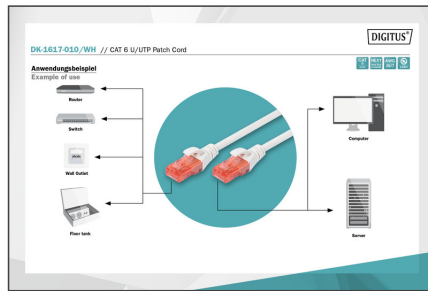 DIGITUS®
DK-1617-010/WH // CAT 6 U/UTP Patch Cord
Anwendungsbeispiel
Example of use
Router
Switch
Wall Outlet
Floor tank
Computer
Server